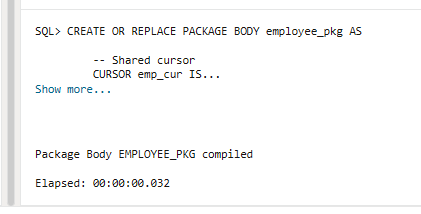 SQL> CREATE OR REPLACE PACKAGE BODY employee_pkg AS
-- Shared cursor
CURSOR emp_cur IS...
Show more...
Package Body EMPLOYEE_PKG compiled
Elapsed: 00:00:00.032